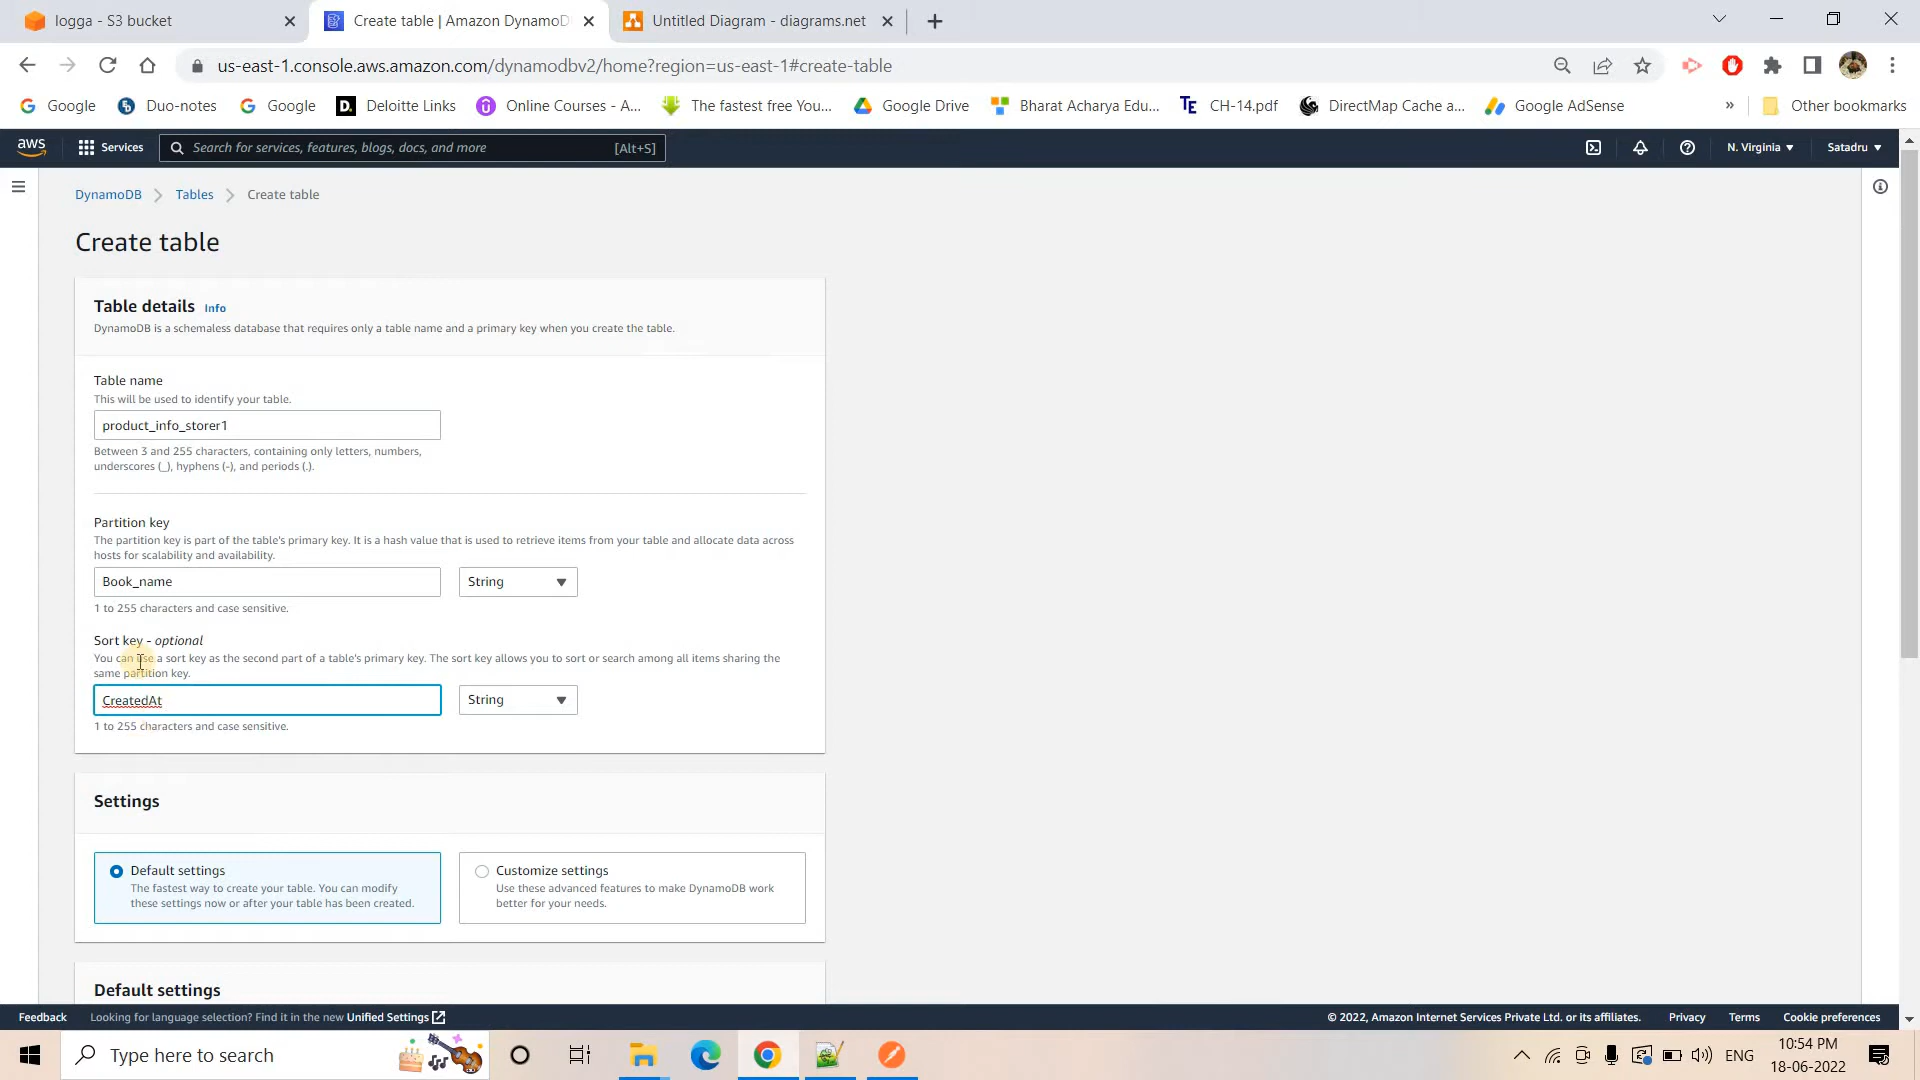 logga - S3 bucket
Create table | Amazon DynamoD
Untitled Diagram - diagrams.net
us-east-1.console.aws.amazon.com/dynamodbv2/home?region=us-east-1#create-table
Google
Duo-notes
Google
D.
Deloitte Links
Online Courses - A...
The fastest free You...
Google Drive
Bharat Acharya Edu...
TE
CH-14.pdf
DirectMap Cache a...
Google AdSense
»
Other bookmarks
aws
Services
Search for services, features, blogs, docs, and more
[Alt+S]
N. Virginia
Satadru
DynamoDB
Tables
Create table
Create table
Table details Info
DynamoDB is a schemaless database that requires only a table name and a primary key when you create the table.
Table name
This will be used to identify your table.
product_info_storer1
Between 3 and 255 characters, containing only letters, numbers,
underscores (_), hyphens (-), and periods (.).
Partition key
The partition key is part of the table's primary key. It is a hash value that is used to retrieve items from your table and allocate data across
hosts for scalability and availability.
Book_name
String
1 to 255 characters and case sensitive.
Sort key - optional
You can use a sort key as the second part of a table's primary key. The sort key allows you to sort or search among all items sharing the
same partition key.
CreatedAt
String
1 to 255 characters and case sensitive.
Settings
Default settings
The fastest way to create your table. You can modify
these settings now or after your table has been created.
Customize settings
Use these advanced features to make DynamoDB work
better for your needs.
Default settings
Feedback
Looking for language selection? Find it in the new Unified Settings
© 2022, Amazon Internet Services Private Ltd. or its affiliates.
Privacy
Terms
Cookie preferences
Type here to search
ENG
10:54 PM
18-06-2022